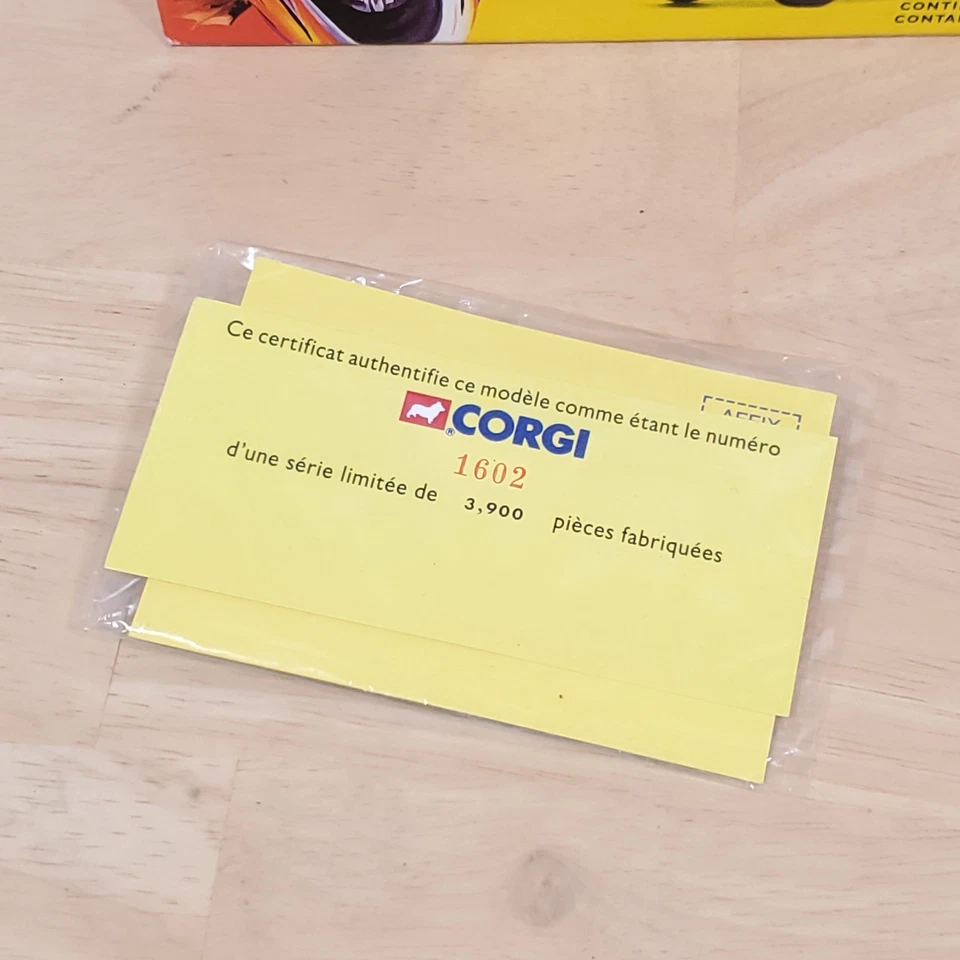 Ce certificat authentifie ce modèle comme étant le numéro
CORGI®
1602
d'une série limitée de 3,900 pièces fabriquées
AFFIX